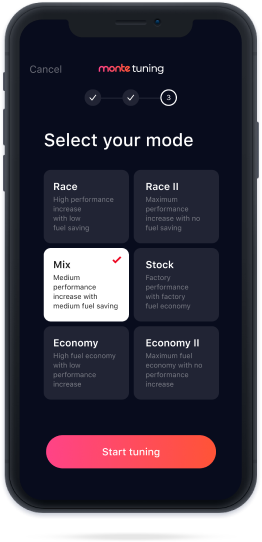 Cancel
monte tuning
3
Select your mode
Race
High performance
increase
with low
fuel saving
Race II
Maximum
performance
increase with no
fuel saving
Mix
Medium
performance
increase with
medium fuel saving
Stock
Factory
performance
with factory
fuel economy
Economy
High fuel economy
with low
performance
increase
Economy II
Maximum fuel
economy with no
performance
increase
Start tuning